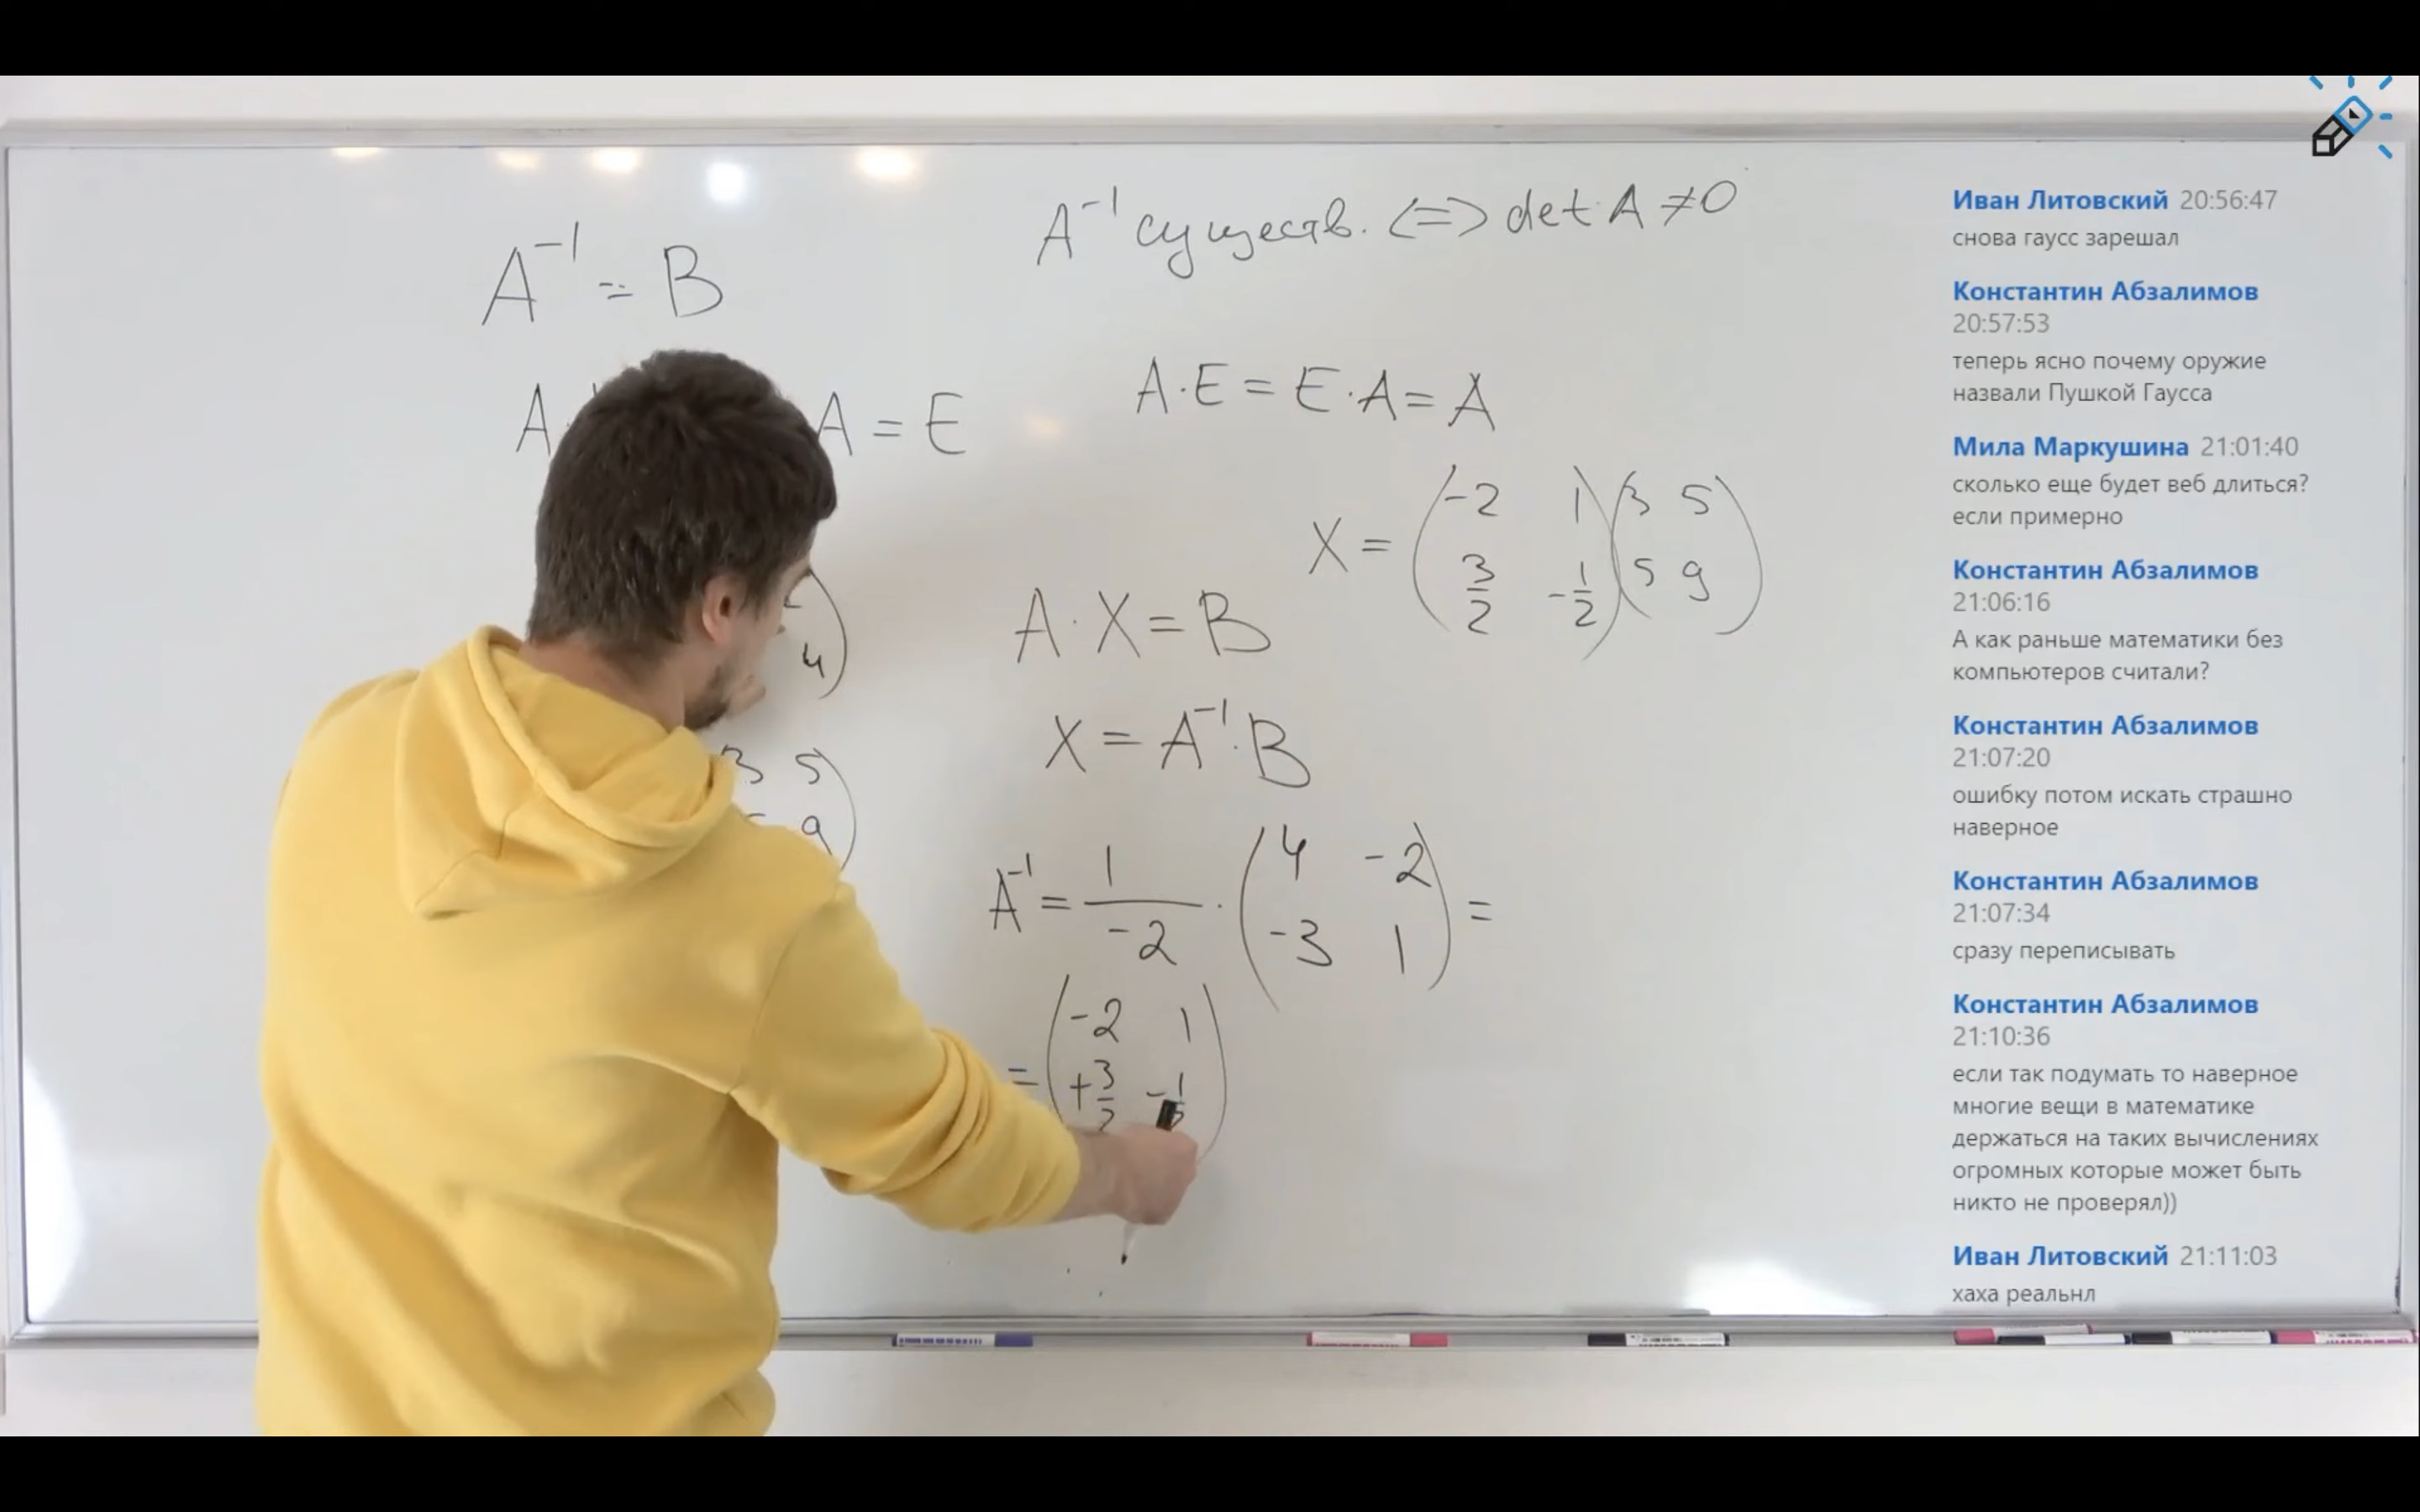 A⁻¹ = B
A⁻¹ существ. <=> det A ≠ 0
A· A = E
A·E = E·A = A
X = (-2 1)(3 5)
(3/2 -1/2)(5 9)
4)
A·X = B
X = A⁻¹·B
3 5
9
A⁻¹ = 1/-2 · (4 -2) =
(-3 1)
= (-2 1)
(+3/2 -1/2)
Иван Литовский 20:56:47
снова гаусс зарешал
Константин Абзалимов
20:57:53
теперь ясно почему оружие
назвали Пушкой Гаусса
Мила Маркушина 21:01:40
сколько еще будет веб длиться?
если примерно
Константин Абзалимов
21:06:16
А как раньше математики без
компьютеров считали?
Константин Абзалимов
21:07:20
ошибку потом искать страшно
наверное
Константин Абзалимов
21:07:34
сразу переписывать
Константин Абзалимов
21:10:36
если так подумать то наверное
многие вещи в математике
держаться на таких вычислениях
огромных которые может быть
никто не проверял))
Иван Литовский 21:11:03
хаха реальнл